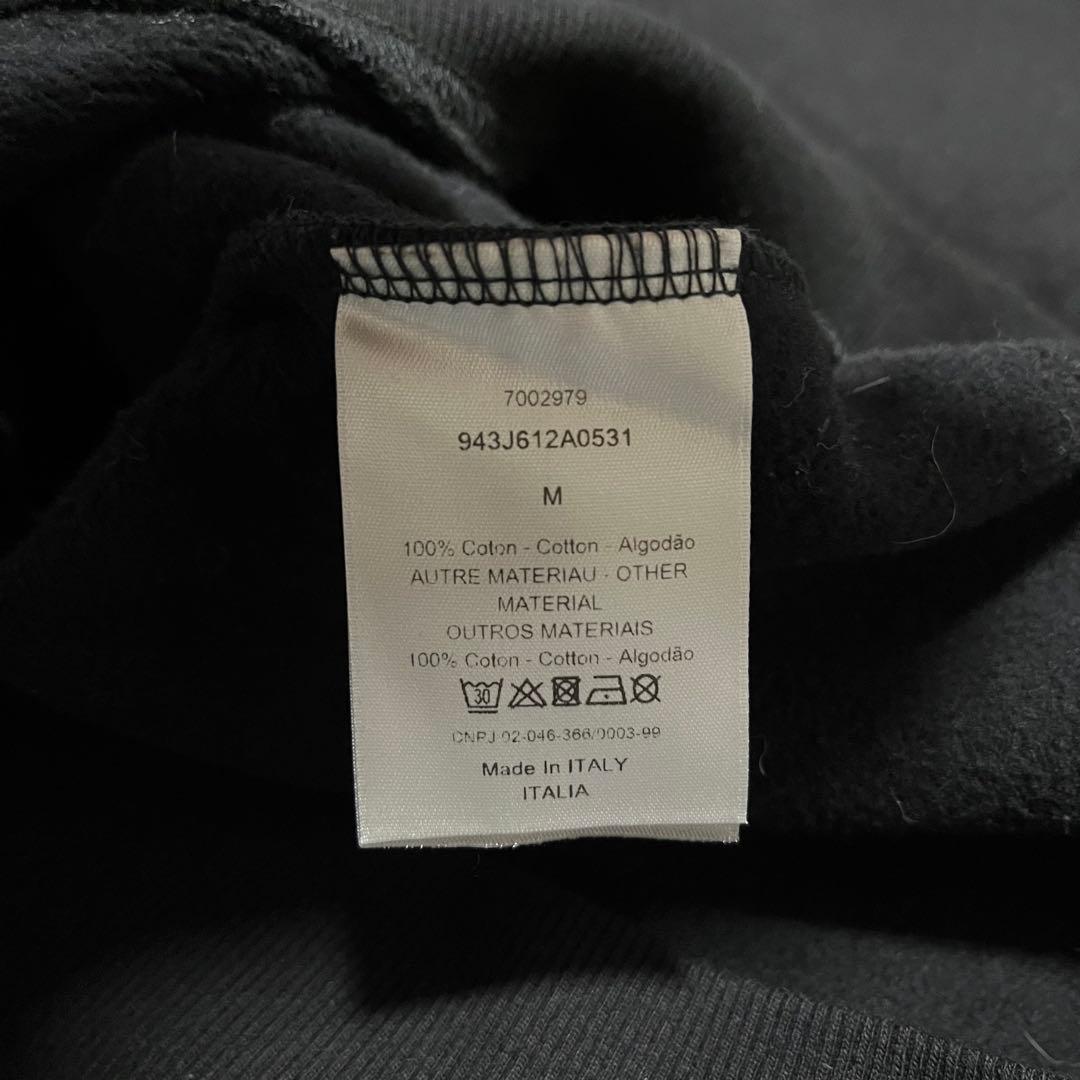 7002979
943J612A0531
M
100% Coton - Cotton - Algodão
AUTRE MATERIAU - OTHER
MATERIAL
OUTROS MATERIAIS
100% Coton - Cotton - Algodão
30
CNPJ 02-046-366/0003-99
Made In ITALY
ITALIA